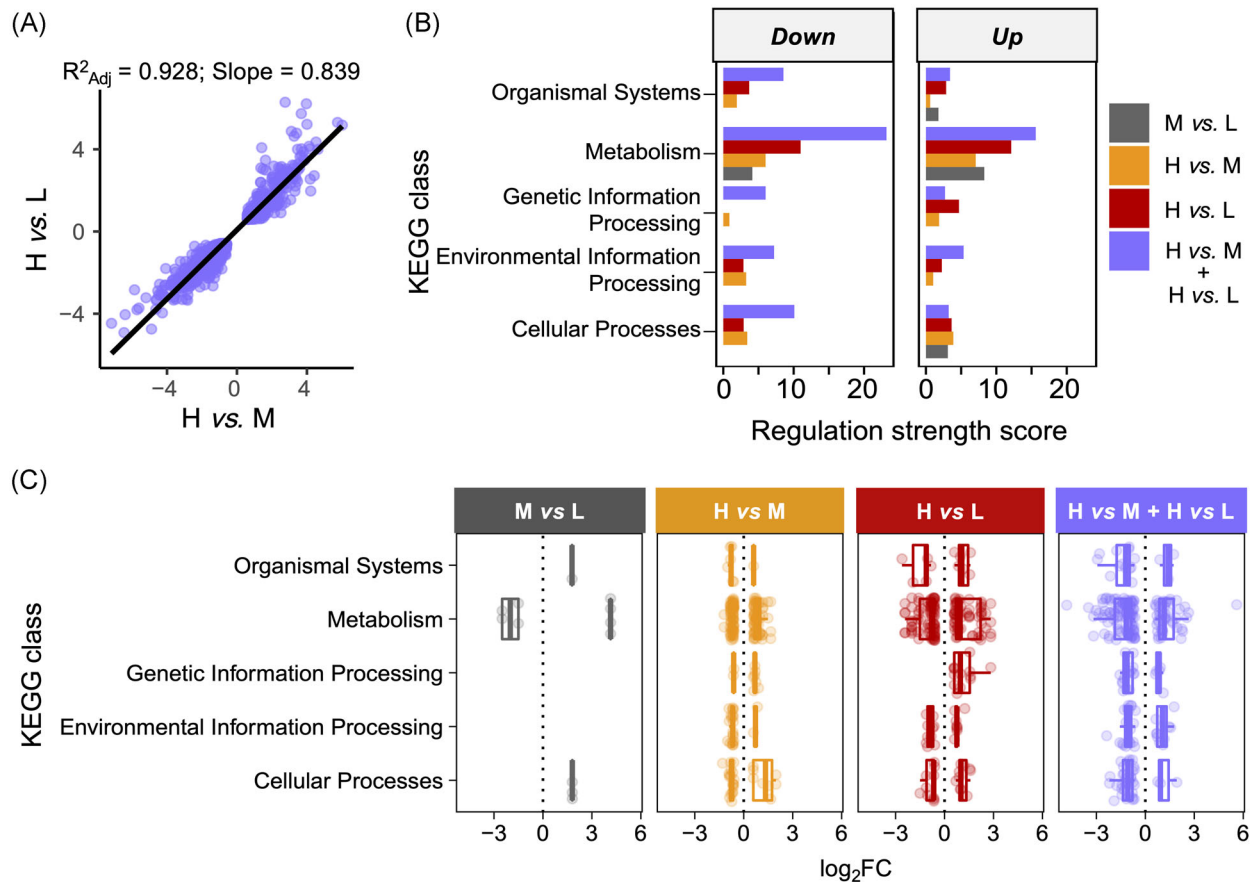 (A)
R²Adj = 0.928; Slope = 0.839
H vs. L
4
0
−4
−4
0
4
H vs. M
(B)
Down
Up
KEGG class
Organismal Systems
Metabolism
Genetic Information
Processing
Environmental Information
Processing
Cellular Processes
0
10
20
0
10
20
Regulation strength score
M vs. L
H vs. M
H vs. L
H vs. M
+
H vs. L
(C)
M vs L
H vs M
H vs L
H vs M + H vs L
KEGG class
Organismal Systems
Metabolism
Genetic Information Processing
Environmental Information Processing
Cellular Processes
−3
0
3
6
−3
0
3
6
−3
0
3
6
−3
0
3
6
log₂FC